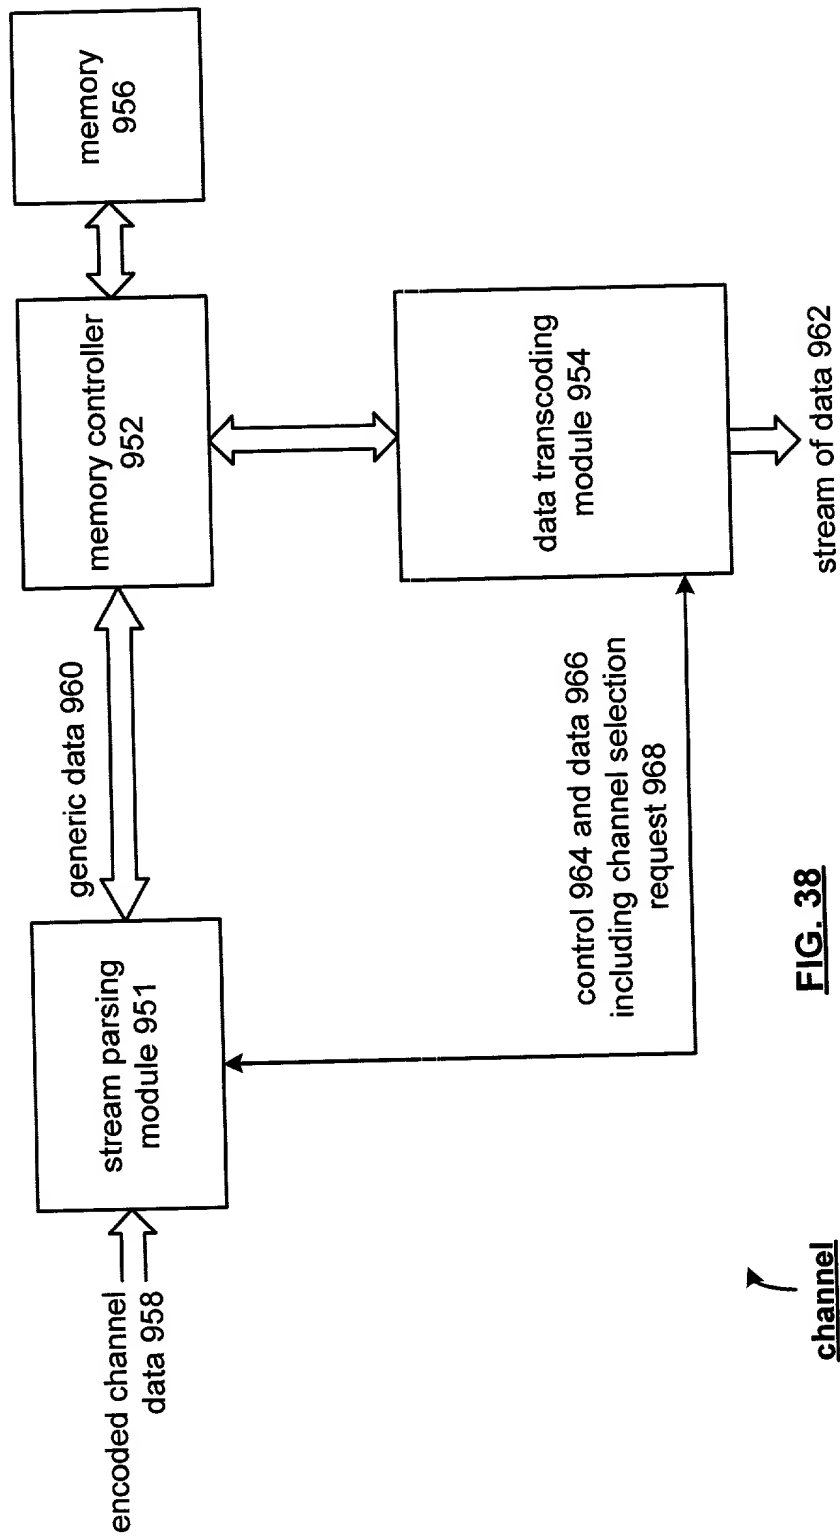 encoded channel
data 958
stream parsing
module 951
generic data 960
memory controller
952
memory
956
control 964 and data 966
including channel selection
request 968
data transcoding
module 954
stream of data 962
FIG. 38
channel